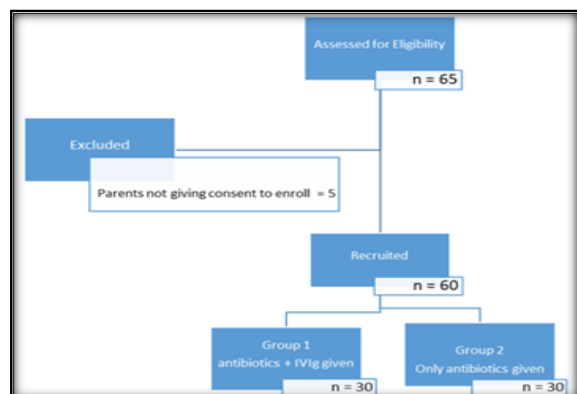 Assessed for Eligibility
n = 65
Excluded
Parents not giving consent to enroll = 5
Recruited
n = 60
Group 1
antibiotics + IVIg given
n = 30
Group 2
Only antibiotics given
n = 30